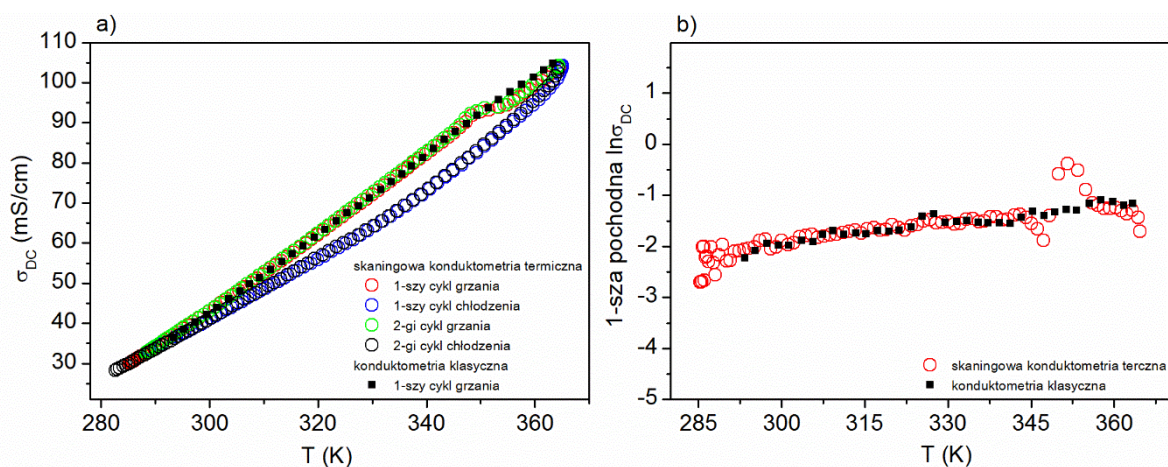 a)
110
100
90
80
70
60
50
40
30
σDC (mS/cm)
skaningowa konduktometria termiczna
1-szy cykl grzania
1-szy cykl chłodzenia
2-gi cykl grzania
2-gi cykl chłodzenia
konduktometria klasyczna
1-szy cykl grzania
280 300 320 340 360
T (K)
b)
1
0
-1
-2
-3
-4
-5
1-sza pochodna lnσDC
skaningowa konduktometria terczna
konduktometria klasyczna
285 300 315 330 345 360
T (K)